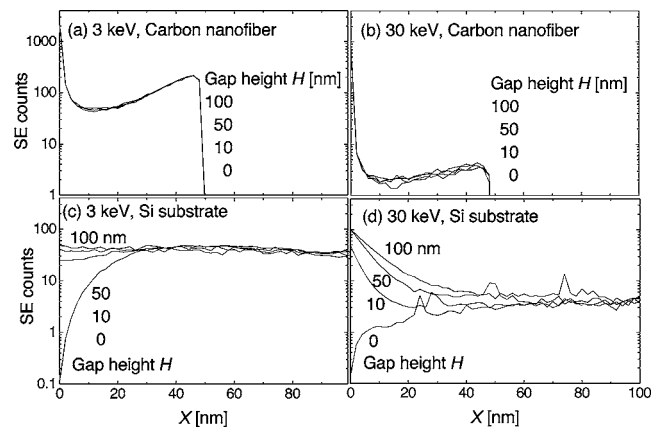 (a) 3 keV, Carbon nanofiber
(b) 30 keV, Carbon nanofiber
1000
100
10
1
SE counts
Gap height H [nm]
100
50
10
0
Gap height H [nm]
100
50
10
0
(c) 3 keV, Si substrate
(d) 30 keV, Si substrate
100
10
1
0.1
SE counts
100 nm
50
10
0
Gap height H
100 nm
50
10
0
Gap height H
0 20 40 60 80
0 20 40 60 80 100
X [nm]
X [nm]